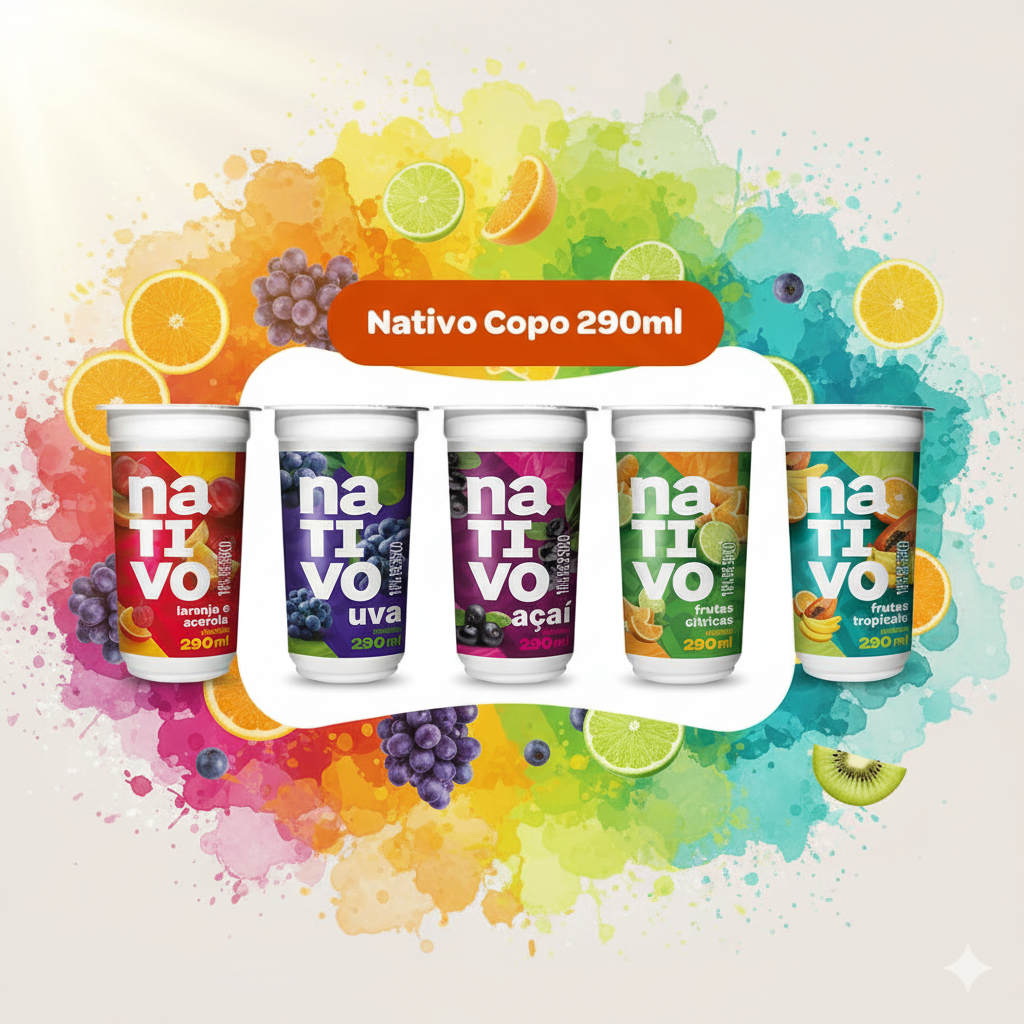 Nativo Copo 290ml
na
TI
VO
laranja e
acerola
290ml
na
TI
VO
uva
290ml
na
TI
VO
açaí
290ml
na
TI
VO
frutas
cítricas
290ml
na
TI
VO
frutas
290ml